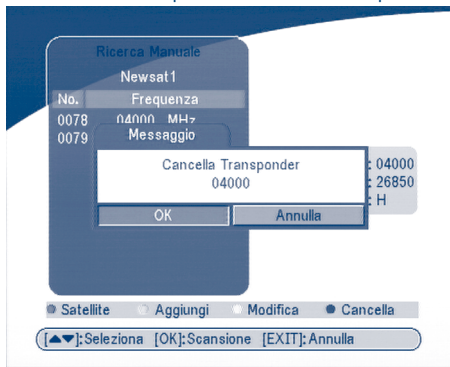 Ricerca Manuale
Newsat1
No. Frequenza
0078 04000 MHz
0079
Messaggio
Cancella Transponder
04000
OK Annulla
: 04000
: 26850
: H
Satellite Aggiungi Modifica Cancella
[▲▼]:Seleziona [OK]:Scansione [EXIT]:Annulla